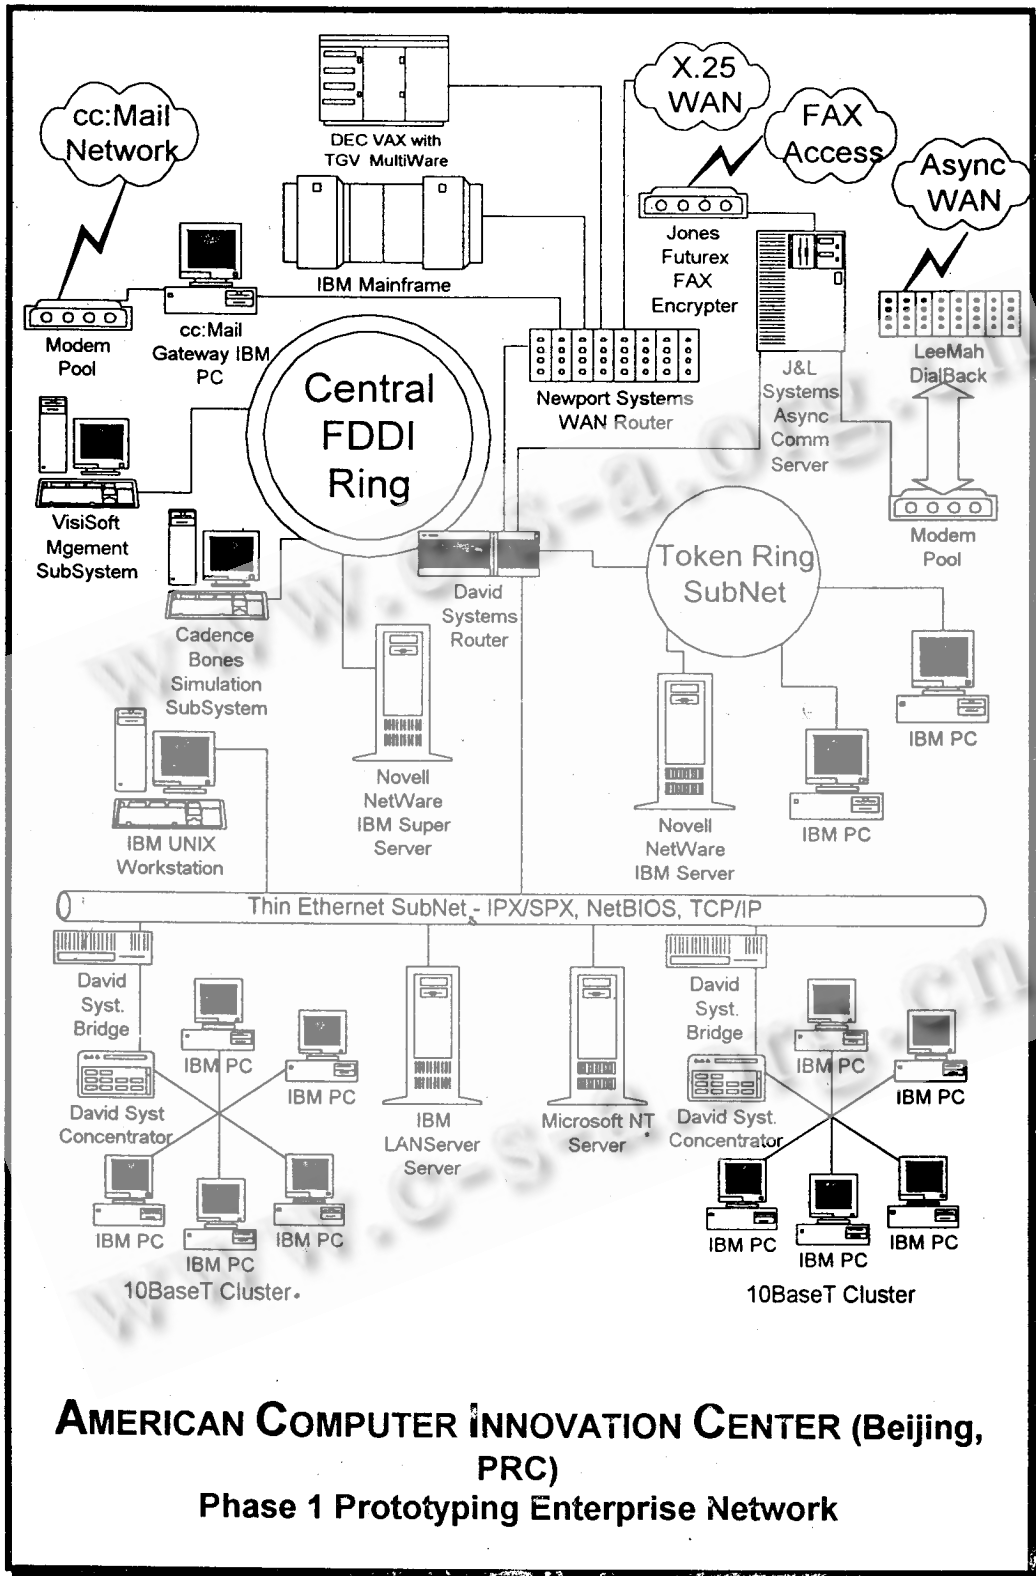 cc:Mail
Network
DEC VAX with
TGV MultiWare
X.25
WAN
FAX
Access
Async
WAN
Jones
Futurex
FAX
Encrypter
IBM Mainframe
Modem
Pool
cc:Mail
Gateway IBM
PC
Central
FDDI
Ring
Newport Systems
WAN Router
J&L
Systems
Async
Comm
Server
LeeMah
DialBack
VisiSoft
Mgement
SubSystem
Modem
Pool
Token Ring
SubNet
David
Systems
Router
Cadence
Bones
Simulation
SubSystem
IBM PC
Novell
NetWare
IBM Super
Server
Novell
NetWare
IBM Server
IBM PC
IBM UNIX
Workstation
Thin Ethernet SubNet - IPX/SPX, NetBIOS, TCP/IP
David
Syst.
Bridge
IBM PC
IBM PC
David Syst
Concentrator
IBM PC
IBM PC
IBM PC
10BaseT Cluster
IBM
LANServer
Server
Microsoft NT
Server
David
Syst.
Bridge
IBM PC
IBM PC
David Syst.
Concentrator
IBM PC
IBM PC
IBM PC
10BaseT Cluster
AMERICAN COMPUTER INNOVATION CENTER (Beijing,
PRC)
Phase 1 Prototyping Enterprise Network
www.c-s-a.org.cn
www.c-s-a.org.cn